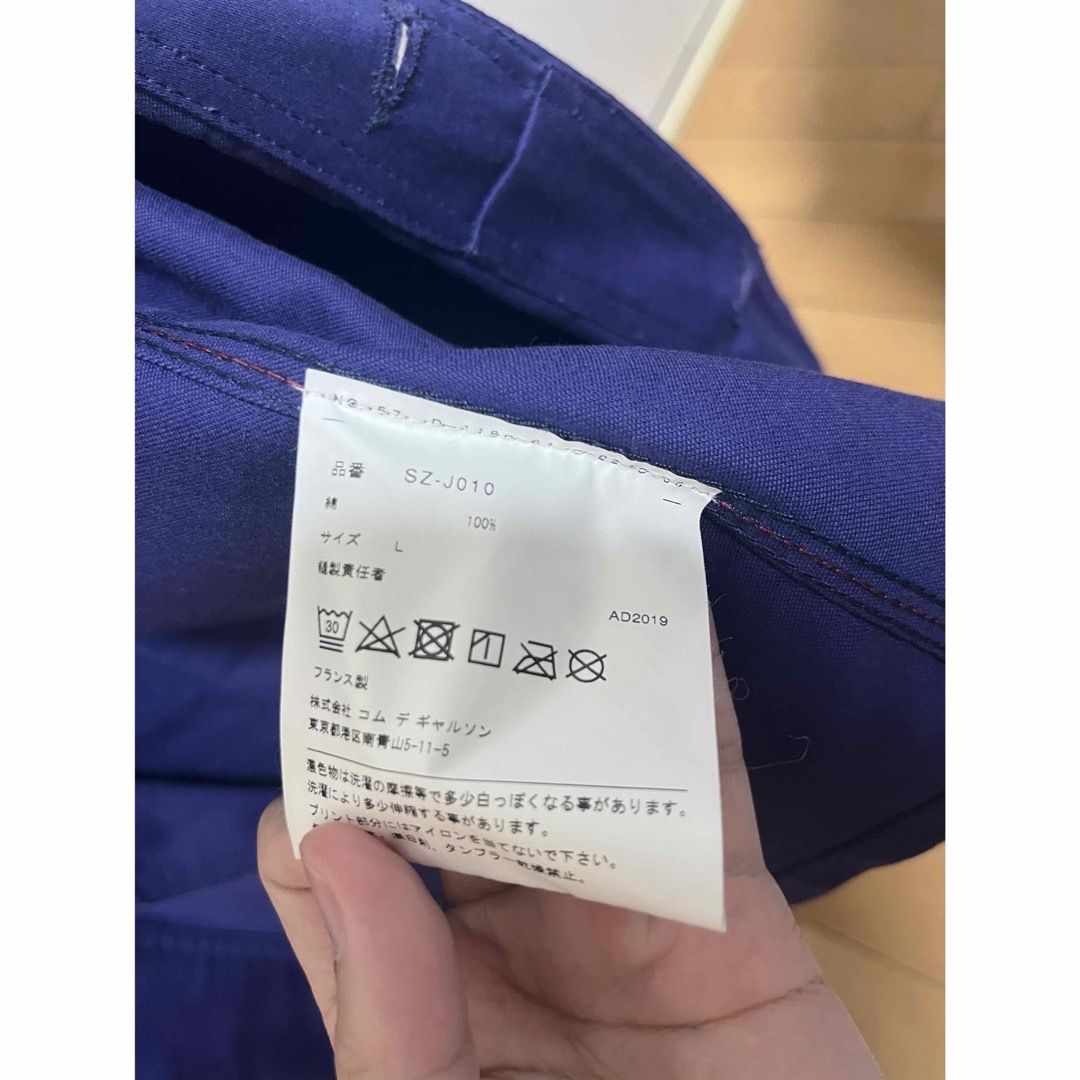 品番 SZ-J010
綿 100%
サイズ L
縫製責任者
AD2019
30
フランス製
株式会社 コム デ ギャルソン
東京都港区南青山5-11-5
濃色物は洗濯の摩擦等で多少白っぽくなる事があります。
洗濯により多少伸縮する事があります。
プリント部分にはアイロンを当てないで下さい。
漂白剤、タンブラー乾燥禁止。